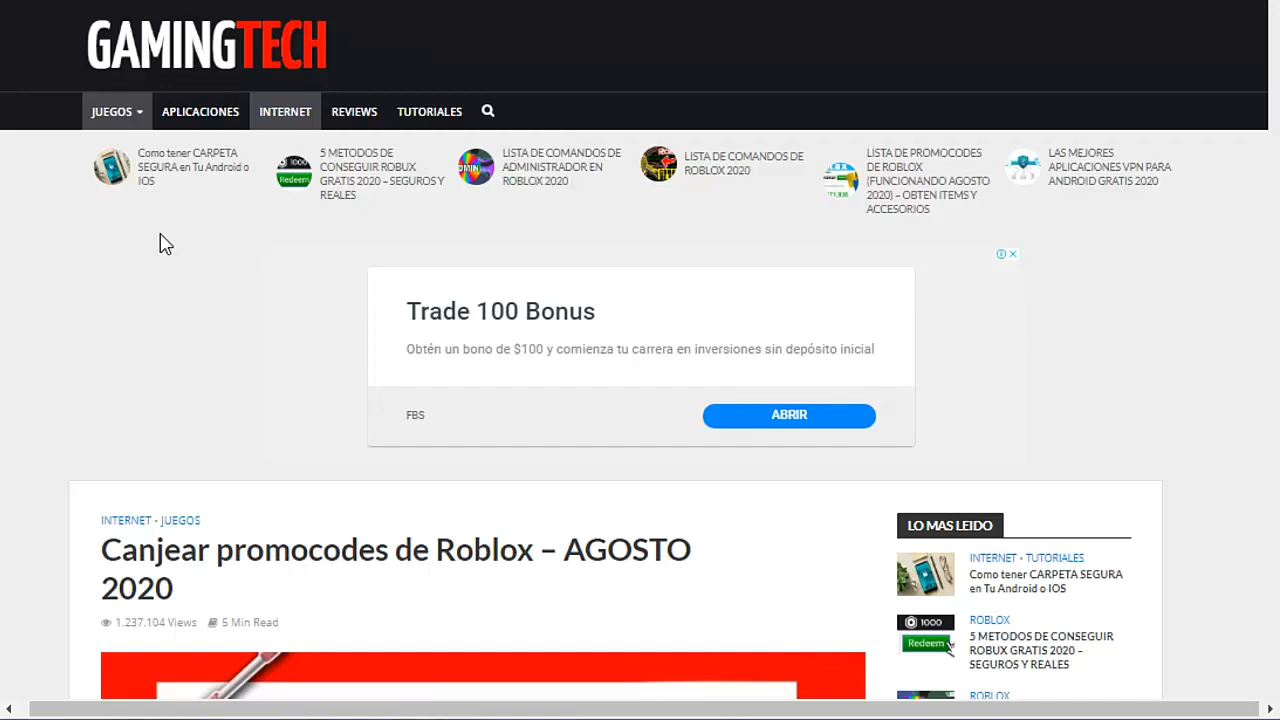 GAMINGTECH
JUEGOS APLICACIONES INTERNET REVIEWS TUTORIALES
Como tener CARPETA
SEGURA en Tu Android o
IOS
5 METODOS DE
CONSEGUIR ROBUX
GRATIS 2020 – SEGUROS Y
REALES
LISTA DE COMANDOS DE
ADMINISTRADOR EN
ROBLOX 2020
LISTA DE COMANDOS DE
ROBLOX 2020
LISTA DE PROMOCODES
DE ROBLOX
(FUNCIONANDO AGOSTO
2020) – OBTEN ITEMS Y
ACCESORIOS
LAS MEJORES
APLICACIONES VPN PARA
ANDROID GRATIS 2020
1000
Redeem
Trade 100 Bonus
Obtén un bono de $100 y comienza tu carrera en inversiones sin depósito inicial
FBS
ABRIR
INTERNET • JUEGOS
Canjear promocodes de Roblox – AGOSTO
2020
1.237.104 Views 5 Min Read
LO MAS LEIDO
INTERNET • TUTORIALES
Como tener CARPETA SEGURA
en Tu Android o IOS
1000
Redeem
ROBLOX
5 METODOS DE CONSEGUIR
ROBUX GRATIS 2020 –
SEGUROS Y REALES
ROBLOX